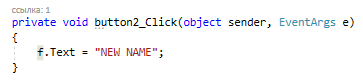 ссылка: 1
private void button2_Click(object sender, EventArgs e)
{
f.Text = "NEW NAME";
}